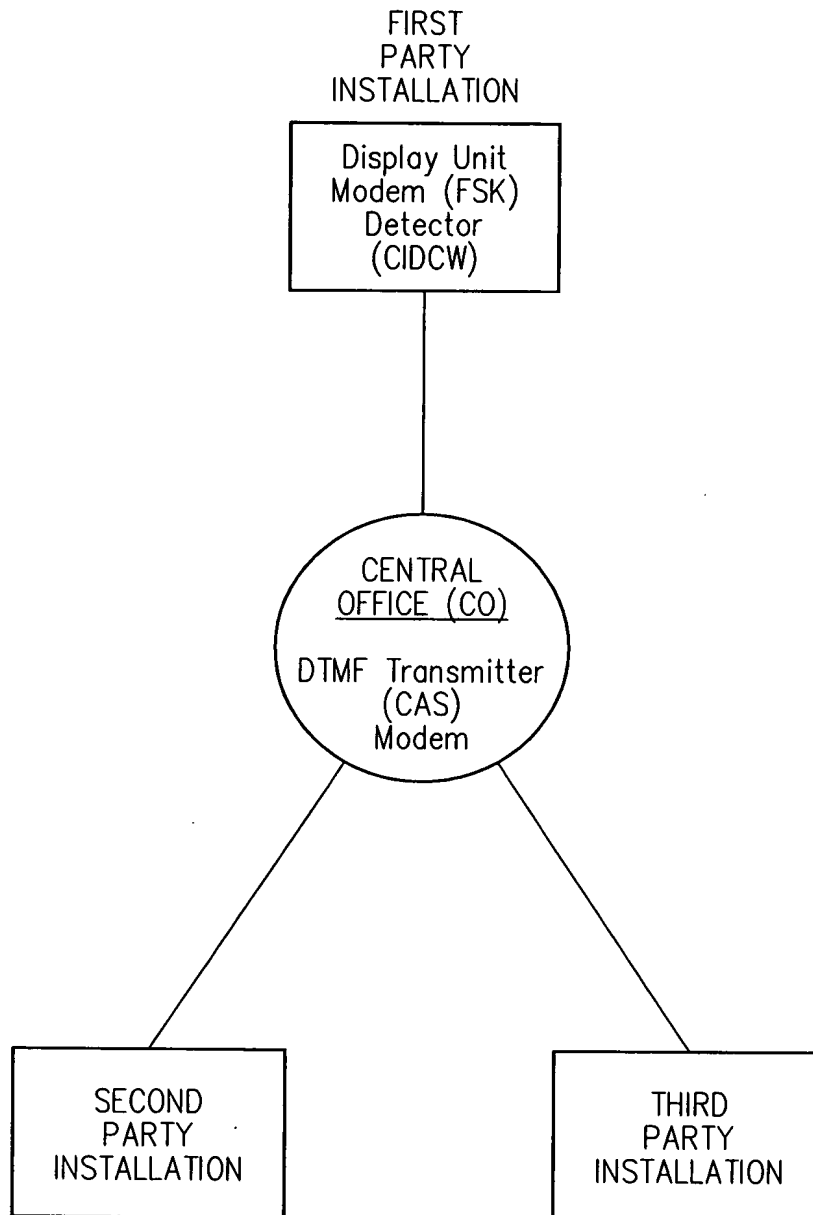 FIRST
PARTY
INSTALLATION
Display Unit
Modem (FSK)
Detector
(CIDCW)
CENTRAL
OFFICE (CO)
DTMF Transmitter
(CAS)
Modem
SECOND
PARTY
INSTALLATION
THIRD
PARTY
INSTALLATION